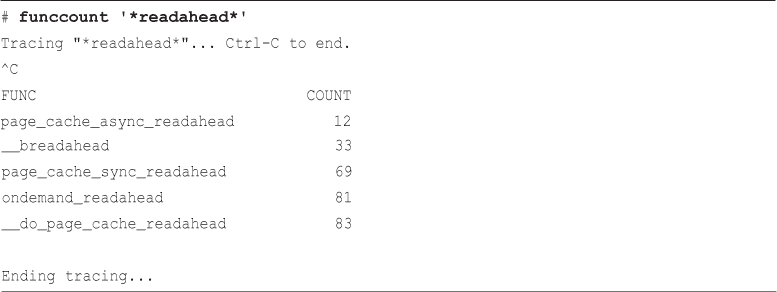 # funccount '*readahead*'
Tracing "*readahead*"... Ctrl-C to end.
^C
FUNC COUNT
page_cache_async_readahead 12
__breadahead 33
page_cache_sync_readahead 69
ondemand_readahead 81
__do_page_cache_readahead 83
Ending tracing...